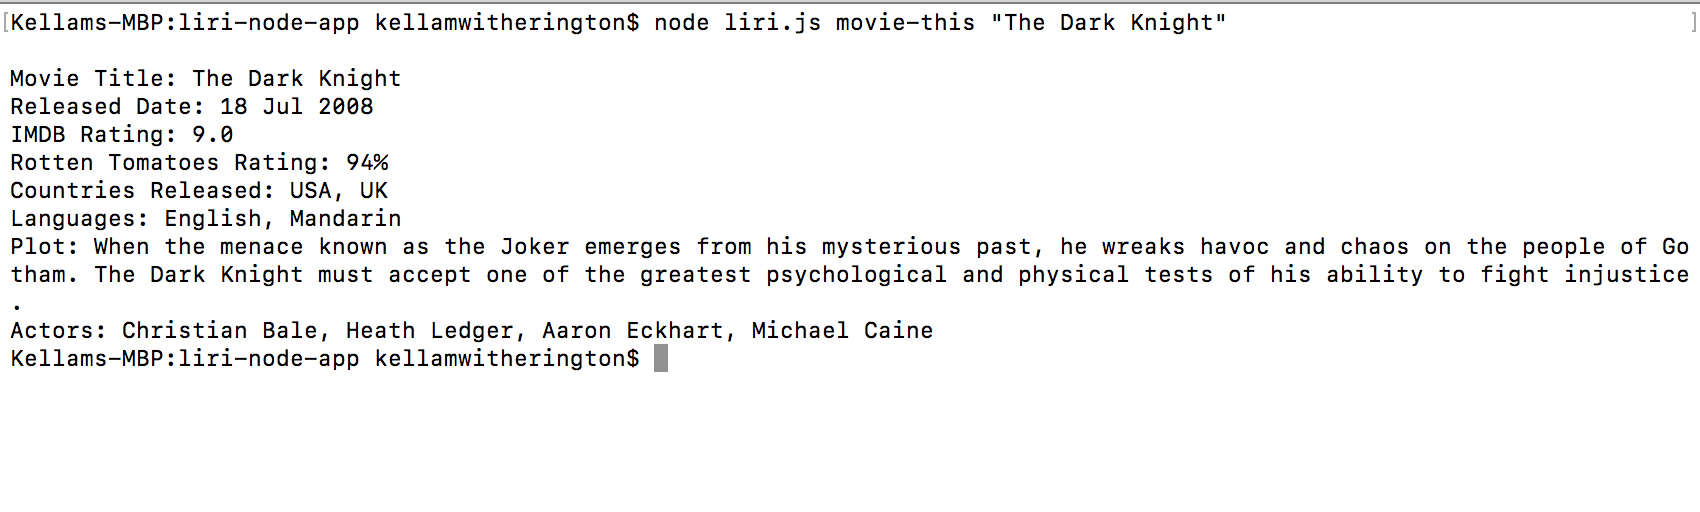 [Kellams-MBP:liri-node-app kellamwitherington$ node liri.js movie-this "The Dark Knight" ]
Movie Title: The Dark Knight
Released Date: 18 Jul 2008
IMDB Rating: 9.0
Rotten Tomatoes Rating: 94%
Countries Released: USA, UK
Languages: English, Mandarin
Plot: When the menace known as the Joker emerges from his mysterious past, he wreaks havoc and chaos on the people of Go
tham. The Dark Knight must accept one of the greatest psychological and physical tests of his ability to fight injustice
.
Actors: Christian Bale, Heath Ledger, Aaron Eckhart, Michael Caine
Kellams-MBP:liri-node-app kellamwitherington$